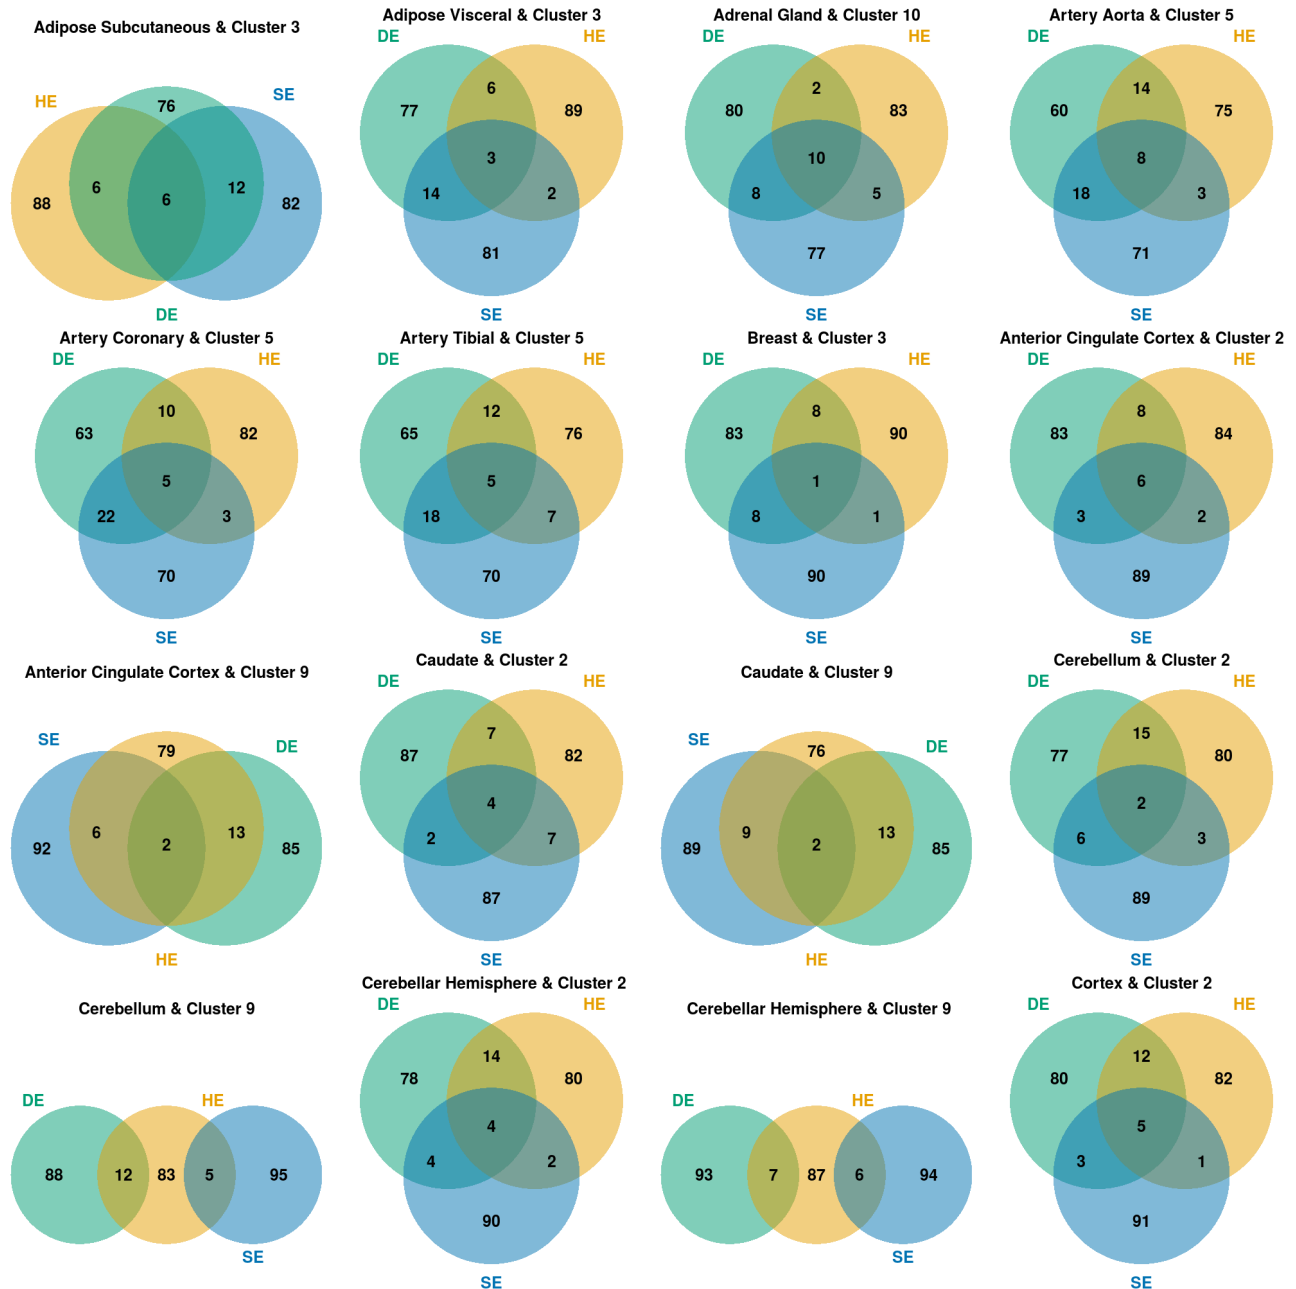 Adipose Subcutaneous & Cluster 3
HE
SE
76
6
12
6
88
82
DE
Adipose Visceral & Cluster 3
DE
HE
6
77
89
3
14
2
81
SE
Adrenal Gland & Cluster 10
DE
HE
2
80
83
10
8
5
77
SE
Artery Aorta & Cluster 5
DE
HE
14
60
75
8
18
3
71
SE
Artery Coronary & Cluster 5
DE
HE
10
63
82
5
22
3
70
SE
Artery Tibial & Cluster 5
DE
HE
12
65
76
5
18
7
70
SE
Breast & Cluster 3
DE
HE
8
83
90
1
8
1
90
SE
Anterior Cingulate Cortex & Cluster 2
DE
HE
8
83
84
6
3
2
89
SE
Anterior Cingulate Cortex & Cluster 9
SE
DE
79
6
13
2
92
85
HE
Caudate & Cluster 2
DE
HE
7
87
82
4
2
7
87
SE
Caudate & Cluster 9
SE
DE
76
9
13
2
89
85
HE
Cerebellum & Cluster 2
DE
HE
15
77
80
2
6
3
89
SE
Cerebellum & Cluster 9
DE
HE
88
12
83
5
95
SE
Cerebellar Hemisphere & Cluster 2
DE
HE
14
78
80
4
4
2
90
SE
Cerebellar Hemisphere & Cluster 9
DE
HE
93
7
87
6
94
SE
Cortex & Cluster 2
DE
HE
12
80
82
5
3
1
91
SE